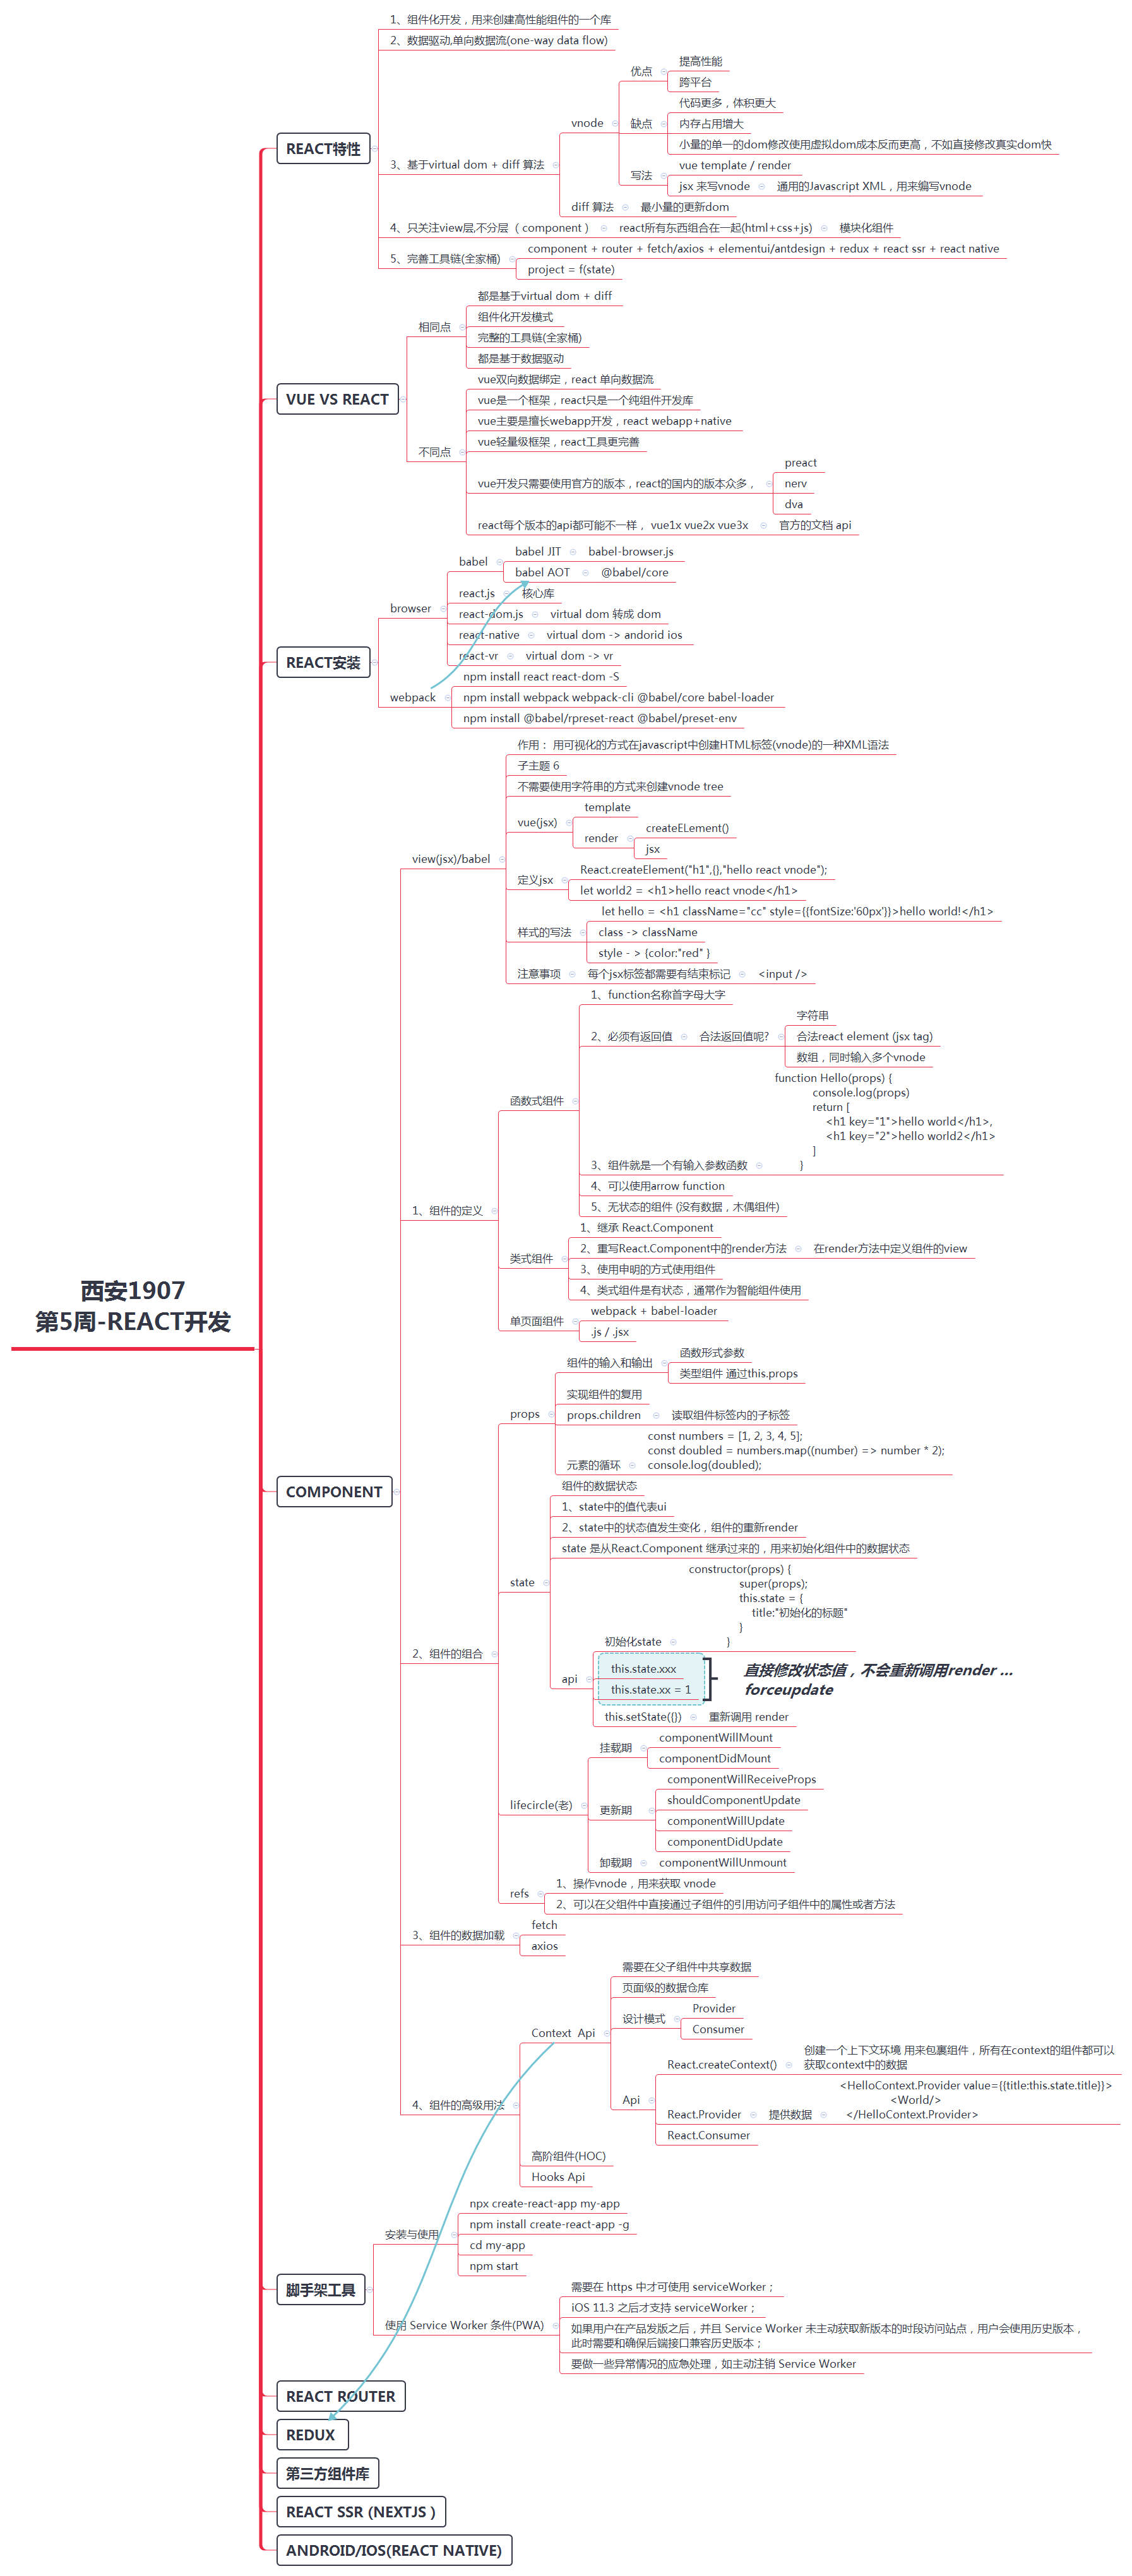 西安1907
第5周-REACT开发
REACT特性
1、组件化开发，用来创建高性能组件的一个库
2、数据驱动,单向数据流(one-way data flow)
3、基于virtual dom + diff 算法
vnode
优点
提高性能
跨平台
缺点
代码更多，体积更大
内存占用增大
小量的单一的dom修改使用虚拟dom成本反而更高，不如直接修改真实dom快
写法
vue template / render
jsx 来写vnode
通用的Javascript XML，用来编写vnode
diff 算法
最小量的更新dom
4、只关注view层,不分层 （ component ）
react所有东西组合在一起(html+css+js)
模块化组件
5、完善工具链(全家桶)
component + router + fetch/axios + elementui/antdesign + redux + react ssr + react native
project = f(state)
VUE VS REACT
相同点
都是基于virtual dom + diff
组件化开发模式
完整的工具链(全家桶)
都是基于数据驱动
不同点
vue双向数据绑定，react 单向数据流
vue是一个框架，react只是一个纯组件开发库
vue主要是擅长webapp开发，react webapp+native
vue轻量级框架，react工具更完善
vue开发只需要使用官方的版本，react的国内的版本众多，
preact
nerv
dva
react每个版本的api都可能不一样， vue1x vue2x vue3x
官方的文档 api
REACT安装
browser
babel
babel JIT
babel-browser.js
babel AOT
@babel/core
react.js
核心库
react-dom.js
virtual dom 转成 dom
react-native
virtual dom -> andorid ios
react-vr
virtual dom -> vr
webpack
npm install react react-dom -S
npm install webpack webpack-cli @babel/core babel-loader
npm install @babel/rpreset-react @babel/preset-env
COMPONENT
view(jsx)/babel
作用： 用可视化的方式在javascript中创建HTML标签(vnode)的一种XML语法
子主题 6
不需要使用字符串的方式来创建vnode tree
vue(jsx)
template
render
createELement()
jsx
定义jsx
React.createElement("h1",{},"hello react vnode");
let world2 = <h1>hello react vnode</h1>
样式的写法
let hello = <h1 className="cc" style={{fontSize:'60px'}}>hello world!</h1>
class -> className
style - > {color:"red" }
注意事项
每个jsx标签都需要有结束标记
<input />
1、组件的定义
函数式组件
1、function名称首字母大字
2、必须有返回值
合法返回值呢?
字符串
合法react element (jsx tag)
数组，同时输入多个vnode
3、组件就是一个有输入参数函数
function Hello(props) {
console.log(props)
return [
<h1 key="1">hello world</h1>,
<h1 key="2">hello world2</h1>
]
}
4、可以使用arrow function
5、无状态的组件 (没有数据，木偶组件)
类式组件
1、继承 React.Component
2、重写React.Component中的render方法
在render方法中定义组件的view
3、使用申明的方式使用组件
4、类式组件是有状态，通常作为智能组件使用
单页面组件
webpack + babel-loader
.js / .jsx
2、组件的组合
props
组件的输入和输出
函数形式参数
类型组件 通过this.props
实现组件的复用
props.children
读取组件标签内的子标签
元素的循环
const numbers = [1, 2, 3, 4, 5];
const doubled = numbers.map((number) => number * 2);
console.log(doubled);
state
组件的数据状态
1、state中的值代表ui
2、state中的状态值发生变化，组件的重新render
state 是从React.Component 继承过来的，用来初始化组件中的数据状态
api
初始化state
constructor(props) {
super(props);
this.state = {
title:"初始化的标题"
}
}
this.state.xxx
this.state.xx = 1
直接修改状态值，不会重新调用render ...
forceupdate
this.setState({})
重新调用 render
lifecircle(老)
挂载期
componentWillMount
componentDidMount
更新期
componentWillReceiveProps
shouldComponentUpdate
componentWillUpdate
componentDidUpdate
卸载期
componentWillUnmount
refs
1、操作vnode，用来获取 vnode
2、可以在父组件中直接通过子组件的引用访问子组件中的属性或者方法
3、组件的数据加载
fetch
axios
4、组件的高级用法
Context Api
需要在父子组件中共享数据
页面级的数据仓库
设计模式
Provider
Consumer
Api
React.createContext()
创建一个上下文环境 用来包裹组件，所有在context的组件都可以
获取context中的数据
React.Provider
提供数据
<HelloContext.Provider value={{title:this.state.title}}>
<World/>
</HelloContext.Provider>
React.Consumer
高阶组件(HOC)
Hooks Api
脚手架工具
安装与使用
npx create-react-app my-app
npm install create-react-app -g
cd my-app
npm start
使用 Service Worker 条件(PWA)
需要在 https 中才可使用 serviceWorker；
iOS 11.3 之后才支持 serviceWorker；
如果用户在产品发版之后，并且 Service Worker 未主动获取新版本的时段访问站点，用户会使用历史版本，
此时需要和确保后端接口兼容历史版本；
要做一些异常情况的应急处理，如主动注销 Service Worker
REACT ROUTER
REDUX
第三方组件库
REACT SSR (NEXTJS )
ANDROID/IOS(REACT NATIVE)